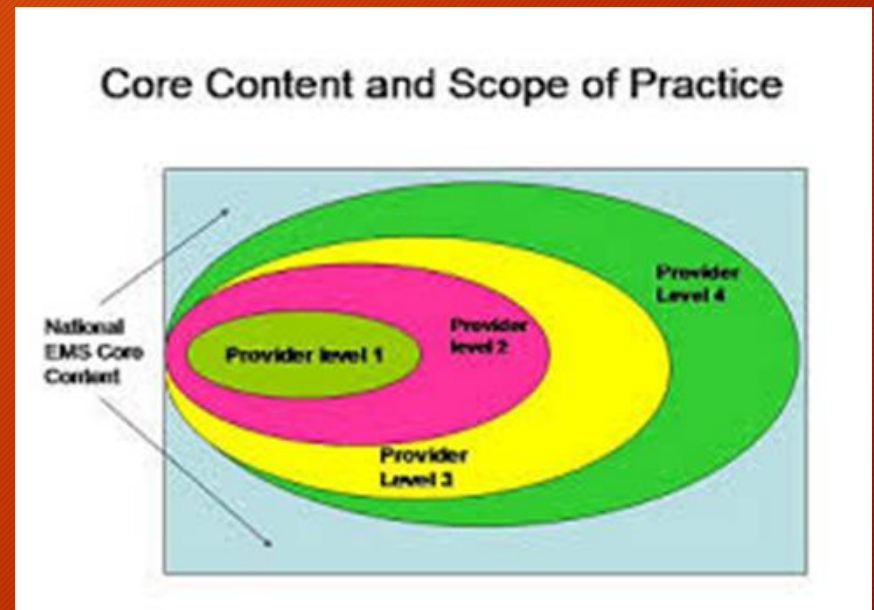 Core Content and Scope of Practice
Provider
Level 4
National
EMS Core
Content
Provider level 1
Provider
level 2
Provider
Level 3